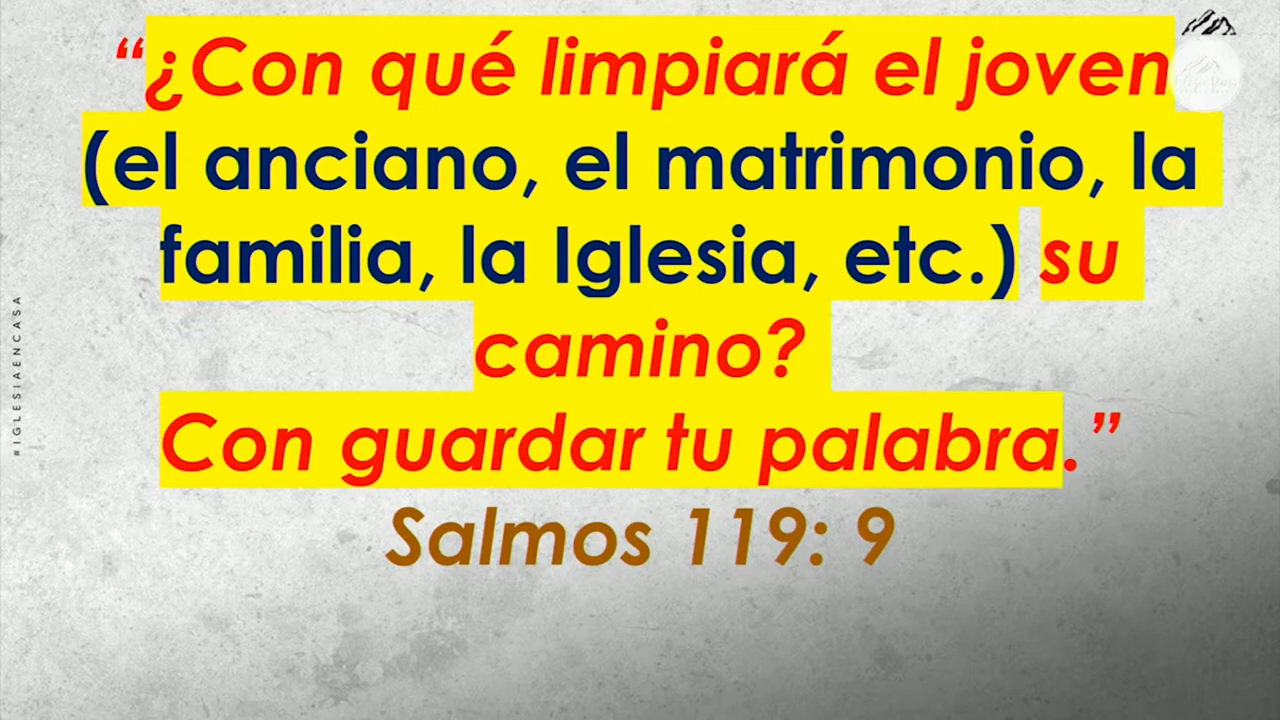 “¿Con qué limpiará el joven
(el anciano, el matrimonio, la
familia, la Iglesia, etc.) su
camino?
Con guardar tu palabra.”
Salmos 119: 9
#IGLESIAENCASA